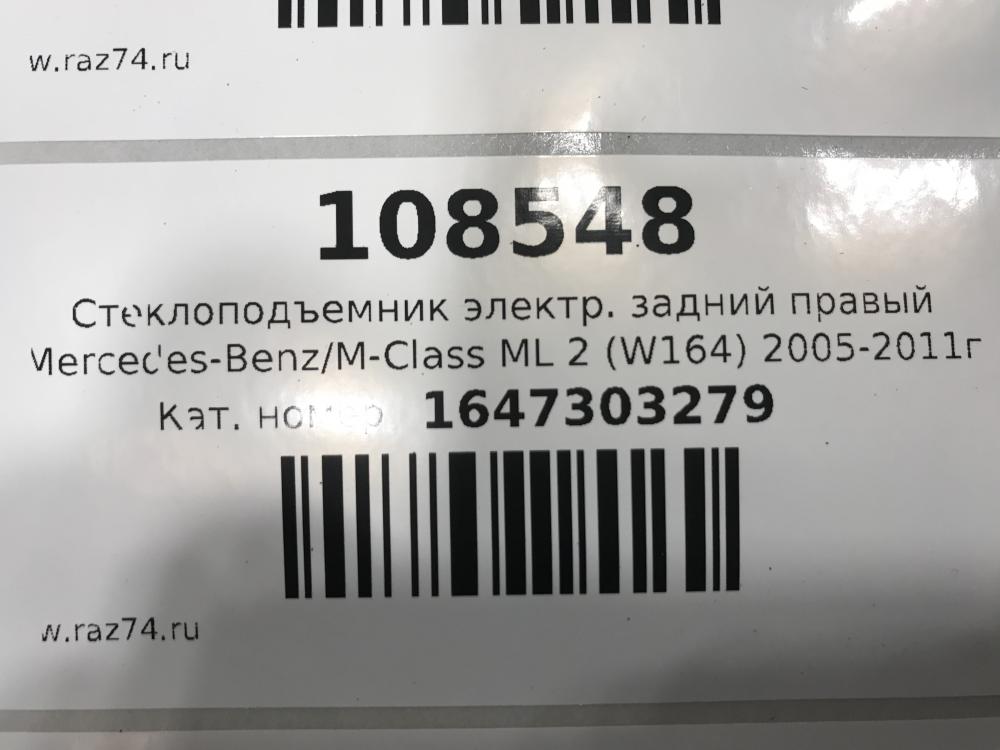 w.raz74.ru
108548
Стеклоподъемник электр. задний правый
Mercedes-Benz/M-Class ML 2 (W164) 2005-2011г
Кат. номер 1647303279
w.raz74.ru